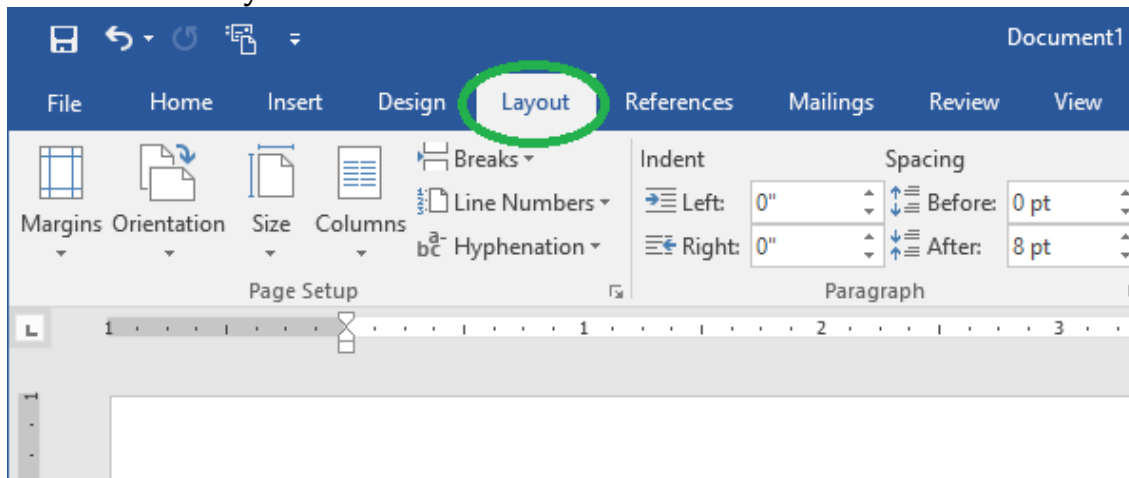 Document1
File Home Insert Design Layout References Mailings Review View
Breaks Indent Spacing
Line Numbers Left: 0" Before: 0 pt
Margins Orientation Size Columns
Hyphenation Right: 0" After: 8 pt
Page Setup Paragraph
1 1 2 3
1